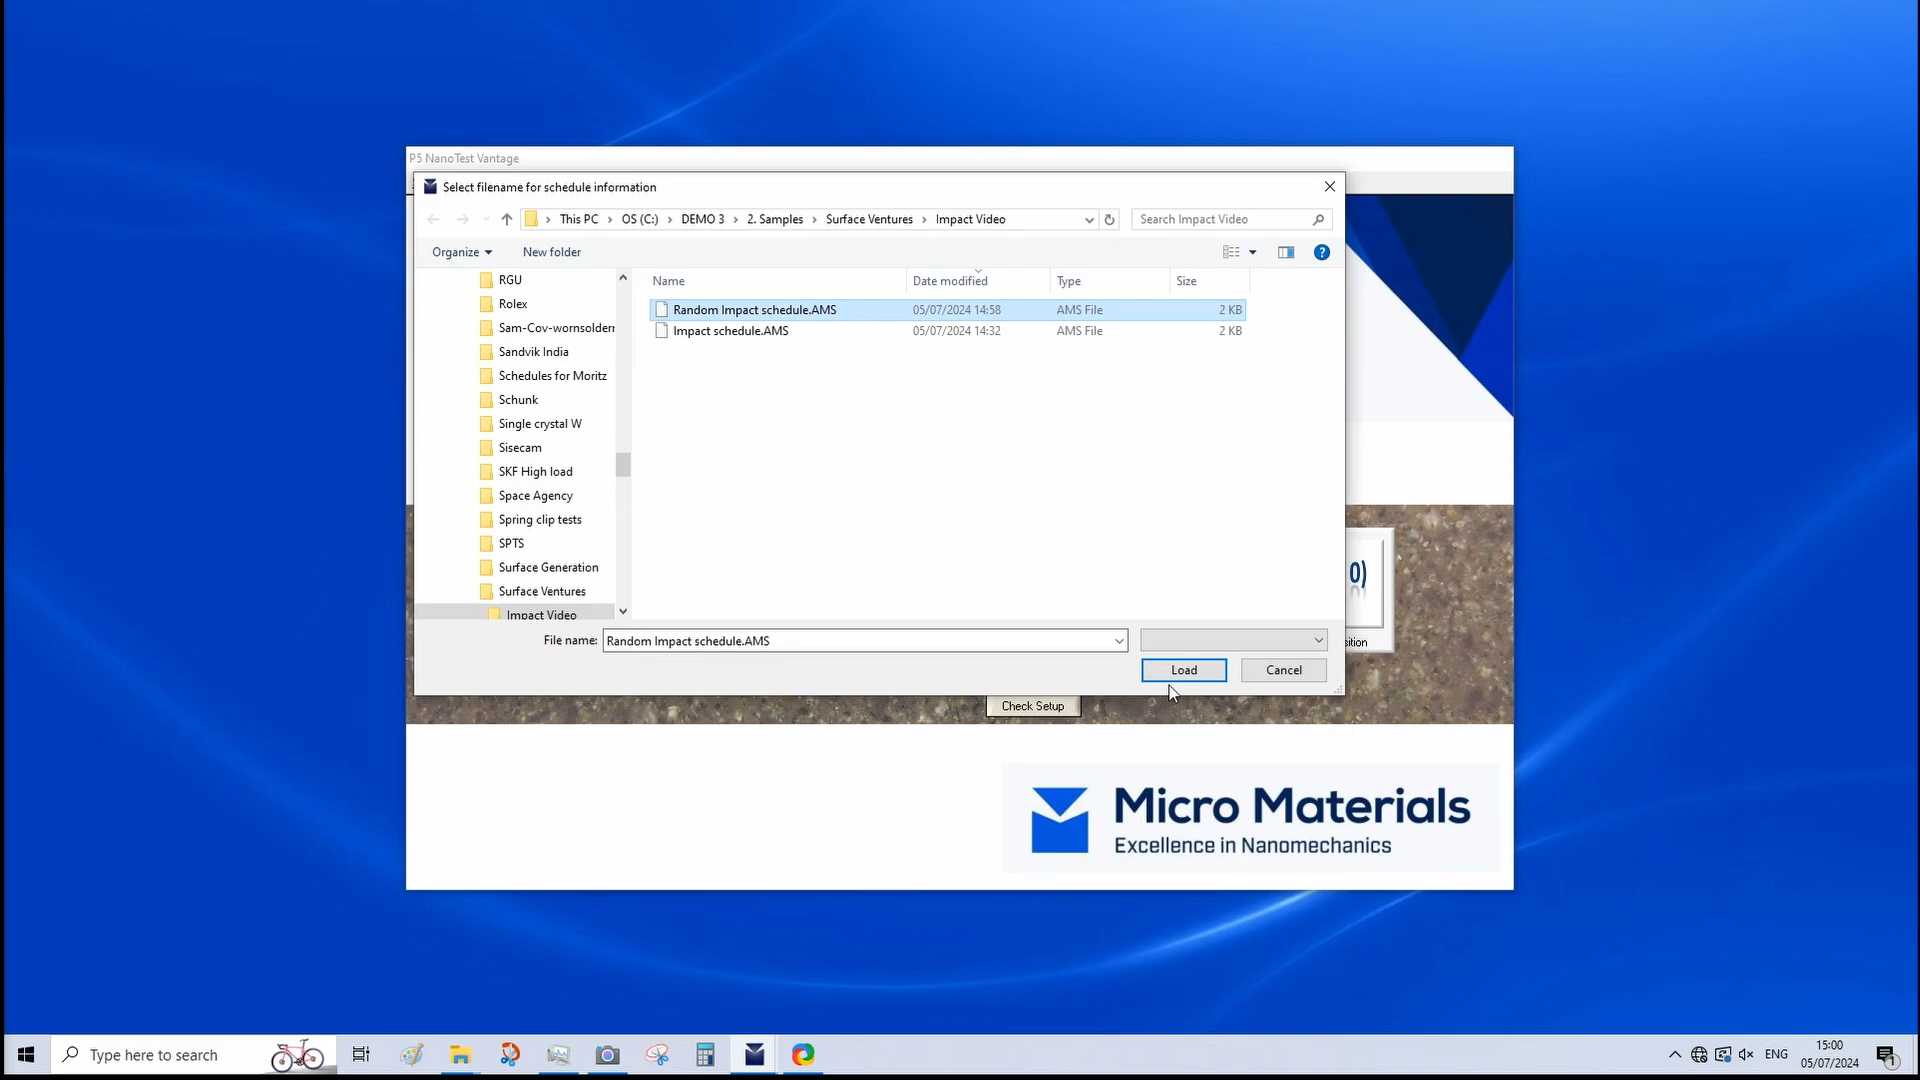 P5 NanoTest Vantage
Select filename for schedule information
This PC > OS (C:) > DEMO 3 > 2. Samples > Surface Ventures > Impact Video
Search Impact Video
Organize
New folder
Name
Date modified
Type
Size
Random Impact schedule.AMS 05/07/2024 14:58 AMS File 2 KB
Impact schedule.AMS 05/07/2024 14:32 AMS File 2 KB
RGU
Rolex
Sam-Cov-wornsoldern
Sandvik India
Schedules for Moritz
Schunk
Single crystal W
Sisecam
SKF High load
Space Agency
Spring clip tests
SPTS
Surface Generation
Surface Ventures
Impact Video
0)
sition
File name: Random Impact schedule.AMS
Load
Cancel
Check Setup
Micro Materials
Excellence in Nanomechanics
Type here to search
ENG
15:00
05/07/2024
1